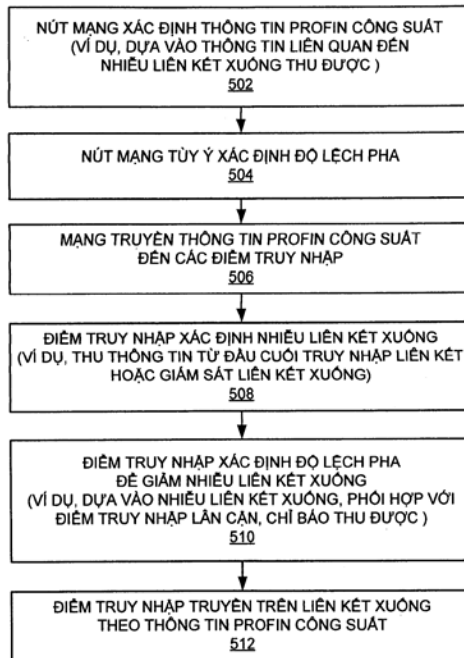 NÚT MẠNG XÁC ĐỊNH THÔNG TIN PROFIN CÔNG SUẤT
(VÍ DỤ, DỰA VÀO THÔNG TIN LIÊN QUAN ĐẾN
NHIỄU LIÊN KẾT XUỐNG THU ĐƯỢC )
502
NÚT MẠNG TÙY Ý XÁC ĐỊNH ĐỘ LỆCH PHA
504
MẠNG TRUYỀN THÔNG TIN PROFIN CÔNG SUẤT
ĐẾN CÁC ĐIỂM TRUY NHẬP
506
ĐIỂM TRUY NHẬP XÁC ĐỊNH NHIỄU LIÊN KẾT XUỐNG
(VÍ DỤ, THU THÔNG TIN TỪ ĐẦU CUỐI TRUY NHẬP LIÊN KẾT
HOẶC GIÁM SÁT LIÊN KẾT XUỐNG)
508
ĐIỂM TRUY NHẬP XÁC ĐỊNH ĐỘ LỆCH PHA
ĐỂ GIẢM NHIỄU LIÊN KẾT XUỐNG
(VÍ DỤ, DỰA VÀO NHIỄU LIÊN KẾT XUỐNG, PHỐI HỢP VỚI
ĐIỂM TRUY NHẬP LÂN CẬN, CHỈ BÁO THU ĐƯỢC )
510
ĐIỂM TRUY NHẬP TRUYỀN TRÊN LIÊN KẾT XUỐNG
THEO THÔNG TIN PROFIN CÔNG SUẤT
512